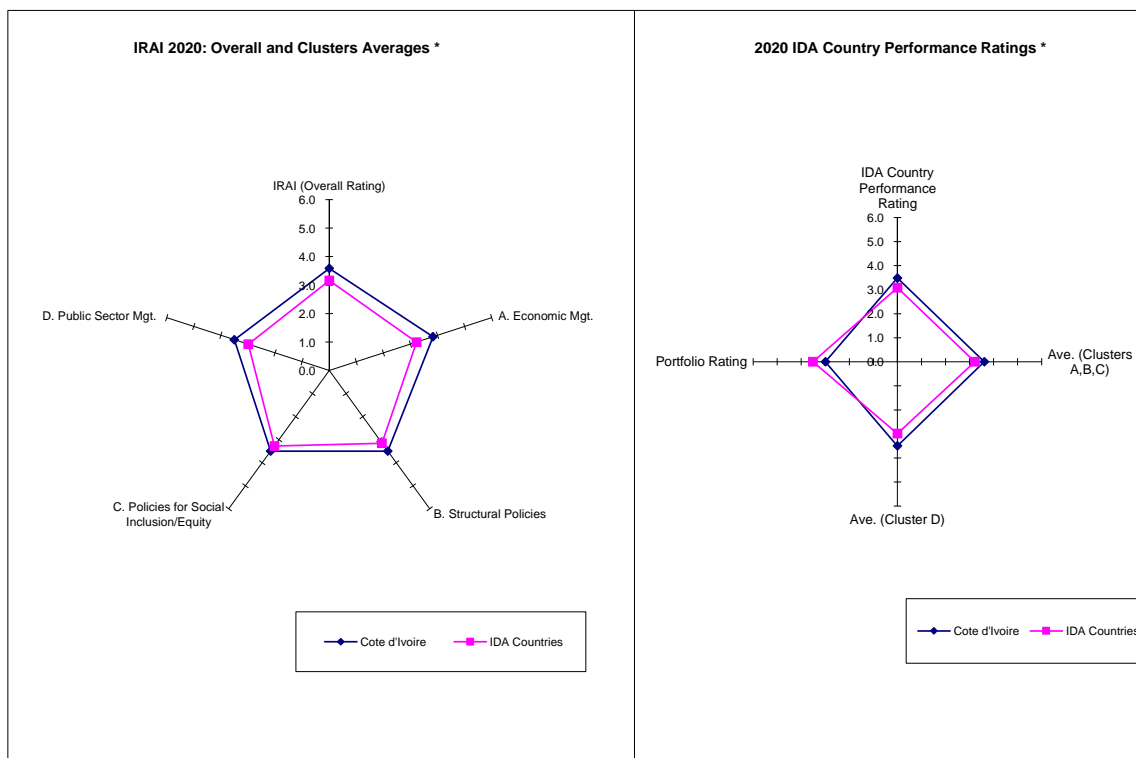 IRAI 2020: Overall and Clusters Averages *
IRAI (Overall Rating)
6.0
5.0
4.0
3.0
2.0
1.0
0.0
D. Public Sector Mgt.
A. Economic Mgt.
C. Policies for Social
Inclusion/Equity
B. Structural Policies
Cote d'Ivoire
IDA Countries
2020 IDA Country Performance Ratings *
IDA Country
Performance
Rating
6.0
5.0
4.0
3.0
2.0
1.0
0.0
Portfolio Rating
Ave. (Clusters
A,B,C)
Ave. (Cluster D)
Cote d'Ivoire
IDA Countries